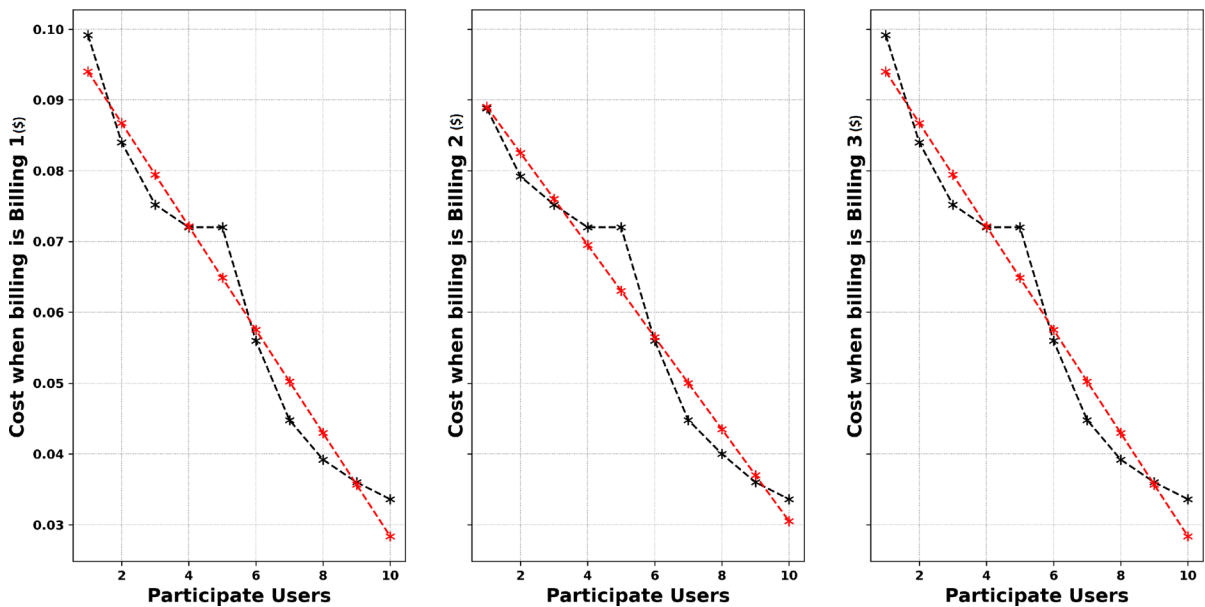 Cost when billing is Billing 1 ($)
0.10
0.09
0.08
0.07
0.06
0.05
0.04
0.03
2 4 6 8 10
Participate Users
Cost when billing is Billing 2 ($)
2 4 6 8 10
Participate Users
Cost when billing is Billing 3 ($)
2 4 6 8 10
Participate Users